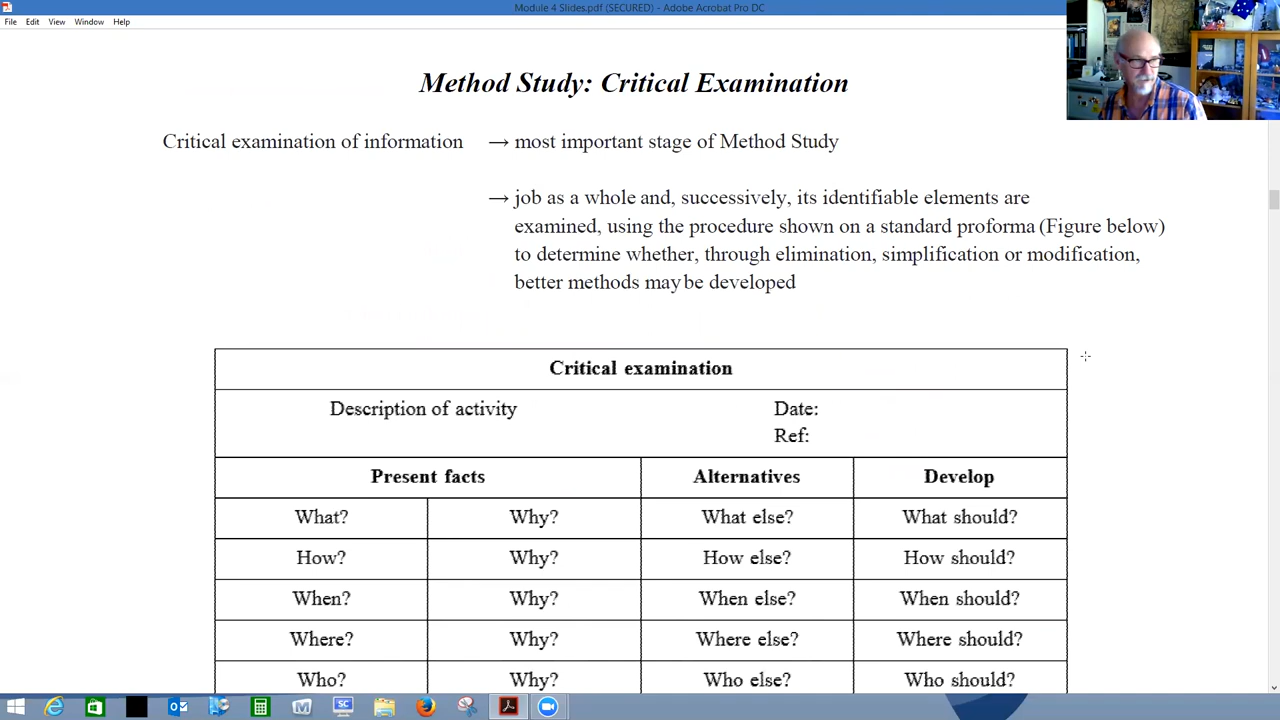 Module 4 Slides.pdf (SECURED) - Adobe Acrobat Pro DC
File Edit View Window Help
Method Study: Critical Examination
Critical examination of information → most important stage of Method Study
→ job as a whole and, successively, its identifiable elements are
examined, using the procedure shown on a standard proforma (Figure below)
to determine whether, through elimination, simplification or modification,
better methods may be developed
Critical examination
Description of activity Date:
Ref:
Present facts Alternatives Develop
What? Why? What else? What should?
How? Why? How else? How should?
When? Why? When else? When should?
Where? Why? Where else? Where should?
Who? Why? Who else? Who should?